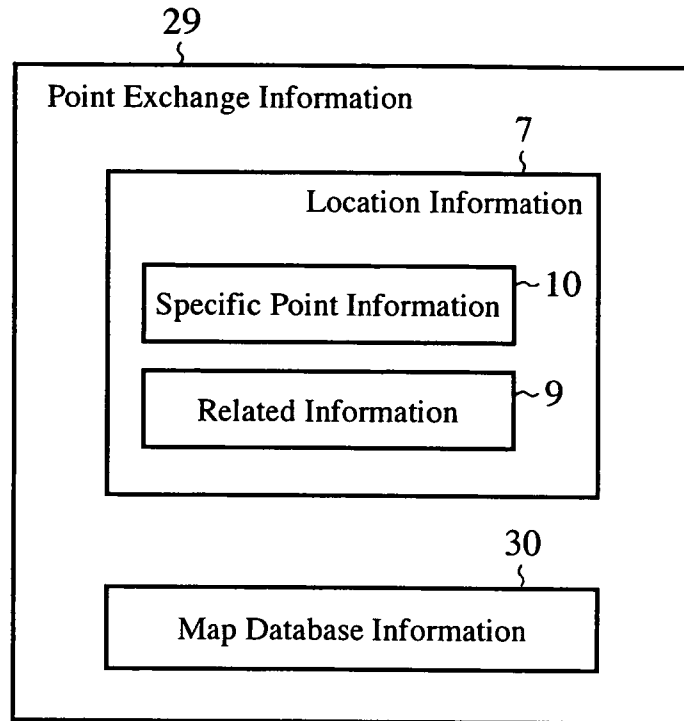 29
Point Exchange Information
7
Location Information
Specific Point Information
10
Related Information
9
30
Map Database Information